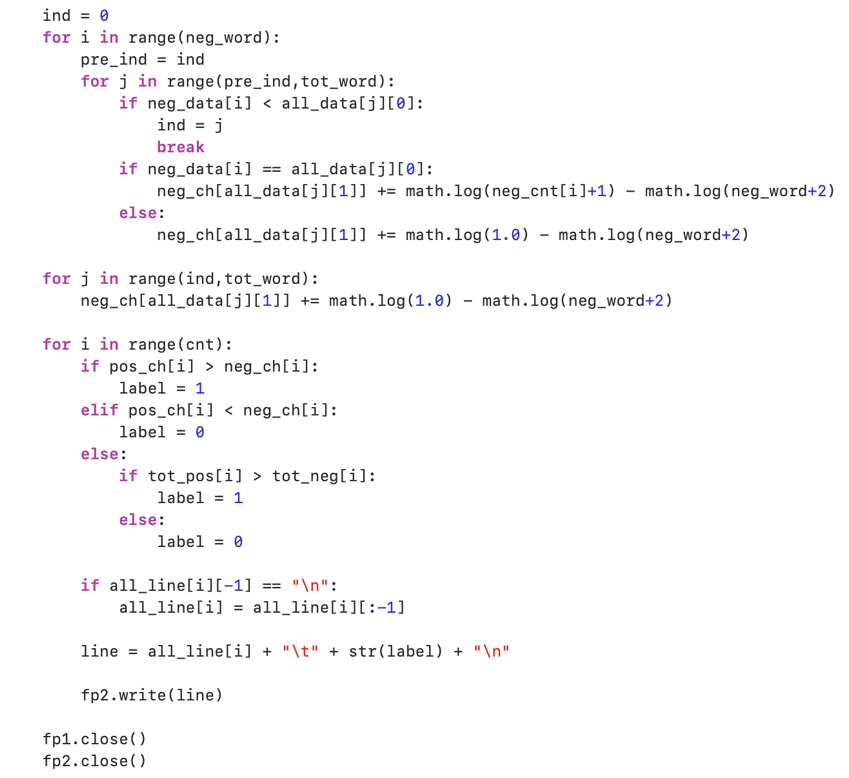 ind = 0
for i in range(neg_word):
    pre_ind = ind
    for j in range(pre_ind,tot_word):
        if neg_data[i] < all_data[j][0]:
            ind = j
            break
        if neg_data[i] == all_data[j][0]:
            neg_ch[all_data[j][1]] += math.log(neg_cnt[i]+1) – math.log(neg_word+2)
        else:
            neg_ch[all_data[j][1]] += math.log(1.0) – math.log(neg_word+2)

for j in range(ind,tot_word):
    neg_ch[all_data[j][1]] += math.log(1.0) – math.log(neg_word+2)

for i in range(cnt):
    if pos_ch[i] > neg_ch[i]:
        label = 1
    elif pos_ch[i] < neg_ch[i]:
        label = 0
    else:
        if tot_pos[i] > tot_neg[i]:
            label = 1
        else:
            label = 0

    if all_line[i][–1] == "\n":
        all_line[i] = all_line[i][:–1]

    line = all_line[i] + "\t" + str(label) + "\n"

    fp2.write(line)

fp1.close()
fp2.close()